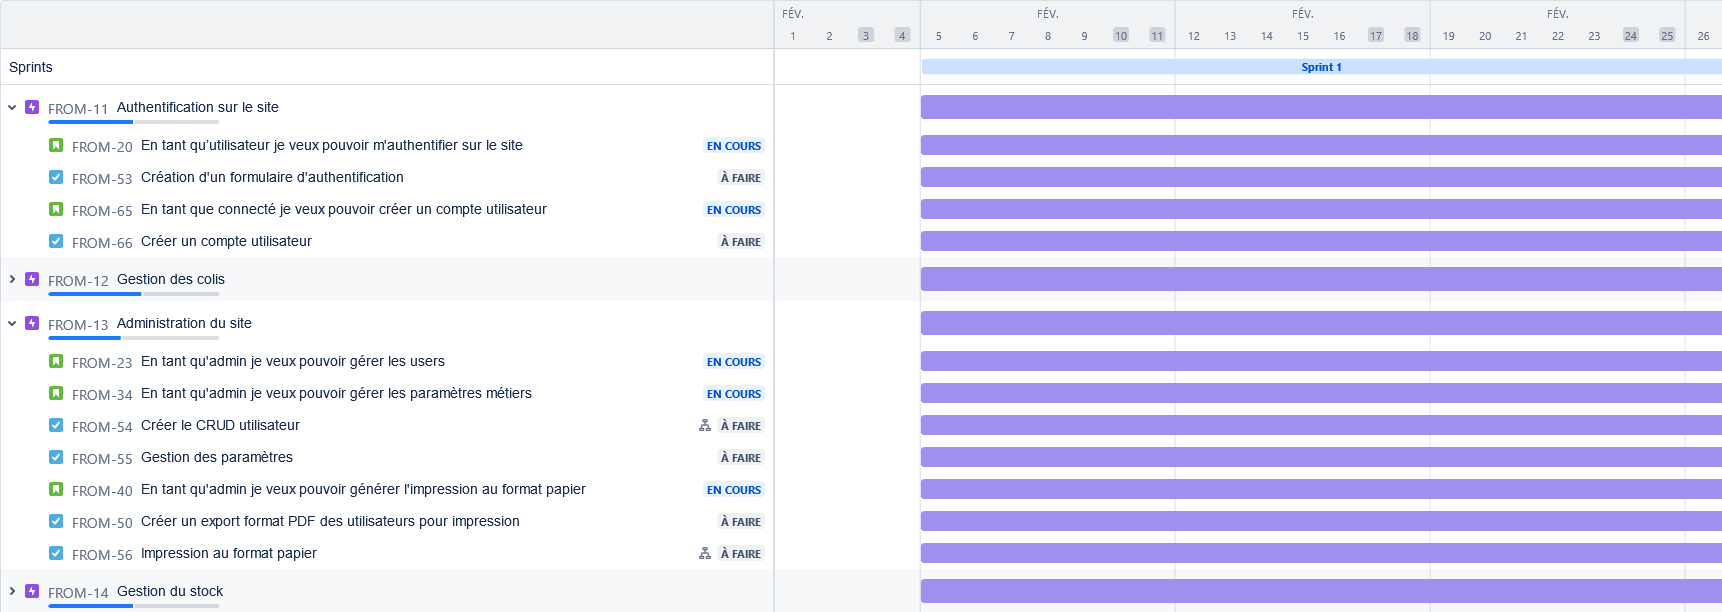 FÉV. FÉV. FÉV. FÉV.
1 2 3 4 5 6 7 8 9 10 11 12 13 14 15 16 17 18 19 20 21 22 23 24 25 26
Sprints Sprint 1
FROM-11 Authentification sur le site
FROM-20 En tant qu’utilisateur je veux pouvoir m'authentifier sur le site EN COURS
FROM-53 Création d'un formulaire d'authentification À FAIRE
FROM-65 En tant que connecté je veux pouvoir créer un compte utilisateur EN COURS
FROM-66 Créer un compte utilisateur À FAIRE
FROM-12 Gestion des colis
FROM-13 Administration du site
FROM-23 En tant qu'admin je veux pouvoir gérer les users EN COURS
FROM-34 En tant qu'admin je veux pouvoir gérer les paramètres métiers EN COURS
FROM-54 Créer le CRUD utilisateur À FAIRE
FROM-55 Gestion des paramètres À FAIRE
FROM-40 En tant qu'admin je veux pouvoir générer l'impression au format papier EN COURS
FROM-50 Créer un export format PDF des utilisateurs pour impression À FAIRE
FROM-56 Impression au format papier À FAIRE
FROM-14 Gestion du stock